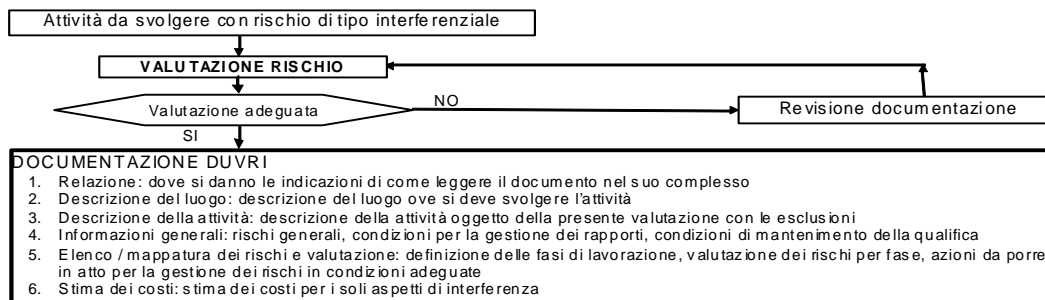 Attività da svolgere con rischio di tipo interferenziale
VALUTAZIONE RISCHIO
NO
Valutazione adeguata
Revisione documentazione
SI
DOCUMENTAZIONE DUVRI
1. Relazione: dove si danno le indicazioni di come leggere il documento nel suo complesso
2. Descrizione del luogo: descrizione del luogo ove si deve svolgere l'attività
3. Descrizione della attività: descrizione della attività oggetto della presente valutazione con le esclusioni
4. Informazioni generali: rischi generali, condizioni per la gestione dei rapporti, condizioni di mantenimento della qualifica
5. Elenco / mappatura dei rischi e valutazione: definizione delle fasi di lavorazione, valutazione dei rischi per fase, azioni da porre
in atto per la gestione dei rischi in condizioni adeguate
6. Stima dei costi: stima dei costi per i soli aspetti di interferenza